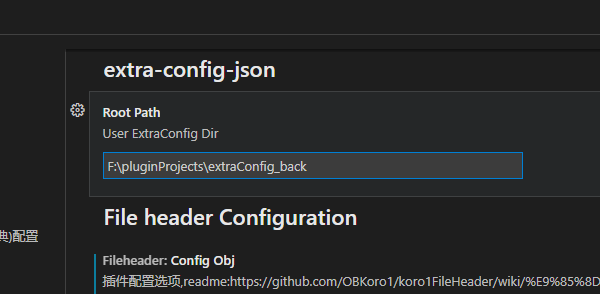 extra-config-json
Root Path
User ExtraConfig Dir
F:\pluginProjects\extraConfig_back
File header Configuration
典)配置
Fileheader: Config Obj
插件配置选项,readme:https://github.com/OBKoro1/koro1FileHeader/wiki/%E9%85%8D